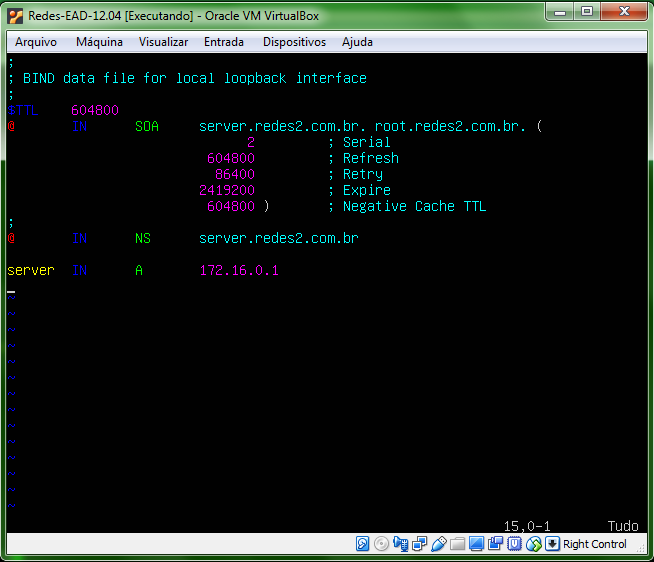 Redes-EAD-12.04 [Executando] - Oracle VM VirtualBox
Arquivo Máquina Visualizar Entrada Dispositivos Ajuda
;
; BIND data file for local loopback interface
;
$TTL 604800
@ IN SOA server.redes2.com.br. root.redes2.com.br. (
2 ; Serial
604800 ; Refresh
86400 ; Retry
2419200 ; Expire
604800 ) ; Negative Cache TTL
;
@ IN NS server.redes2.com.br
server IN A 172.16.0.1
~
~
~
~
~
~
~
~
~
~
~
~
~
~
15,0-1 Tudo
Right Control